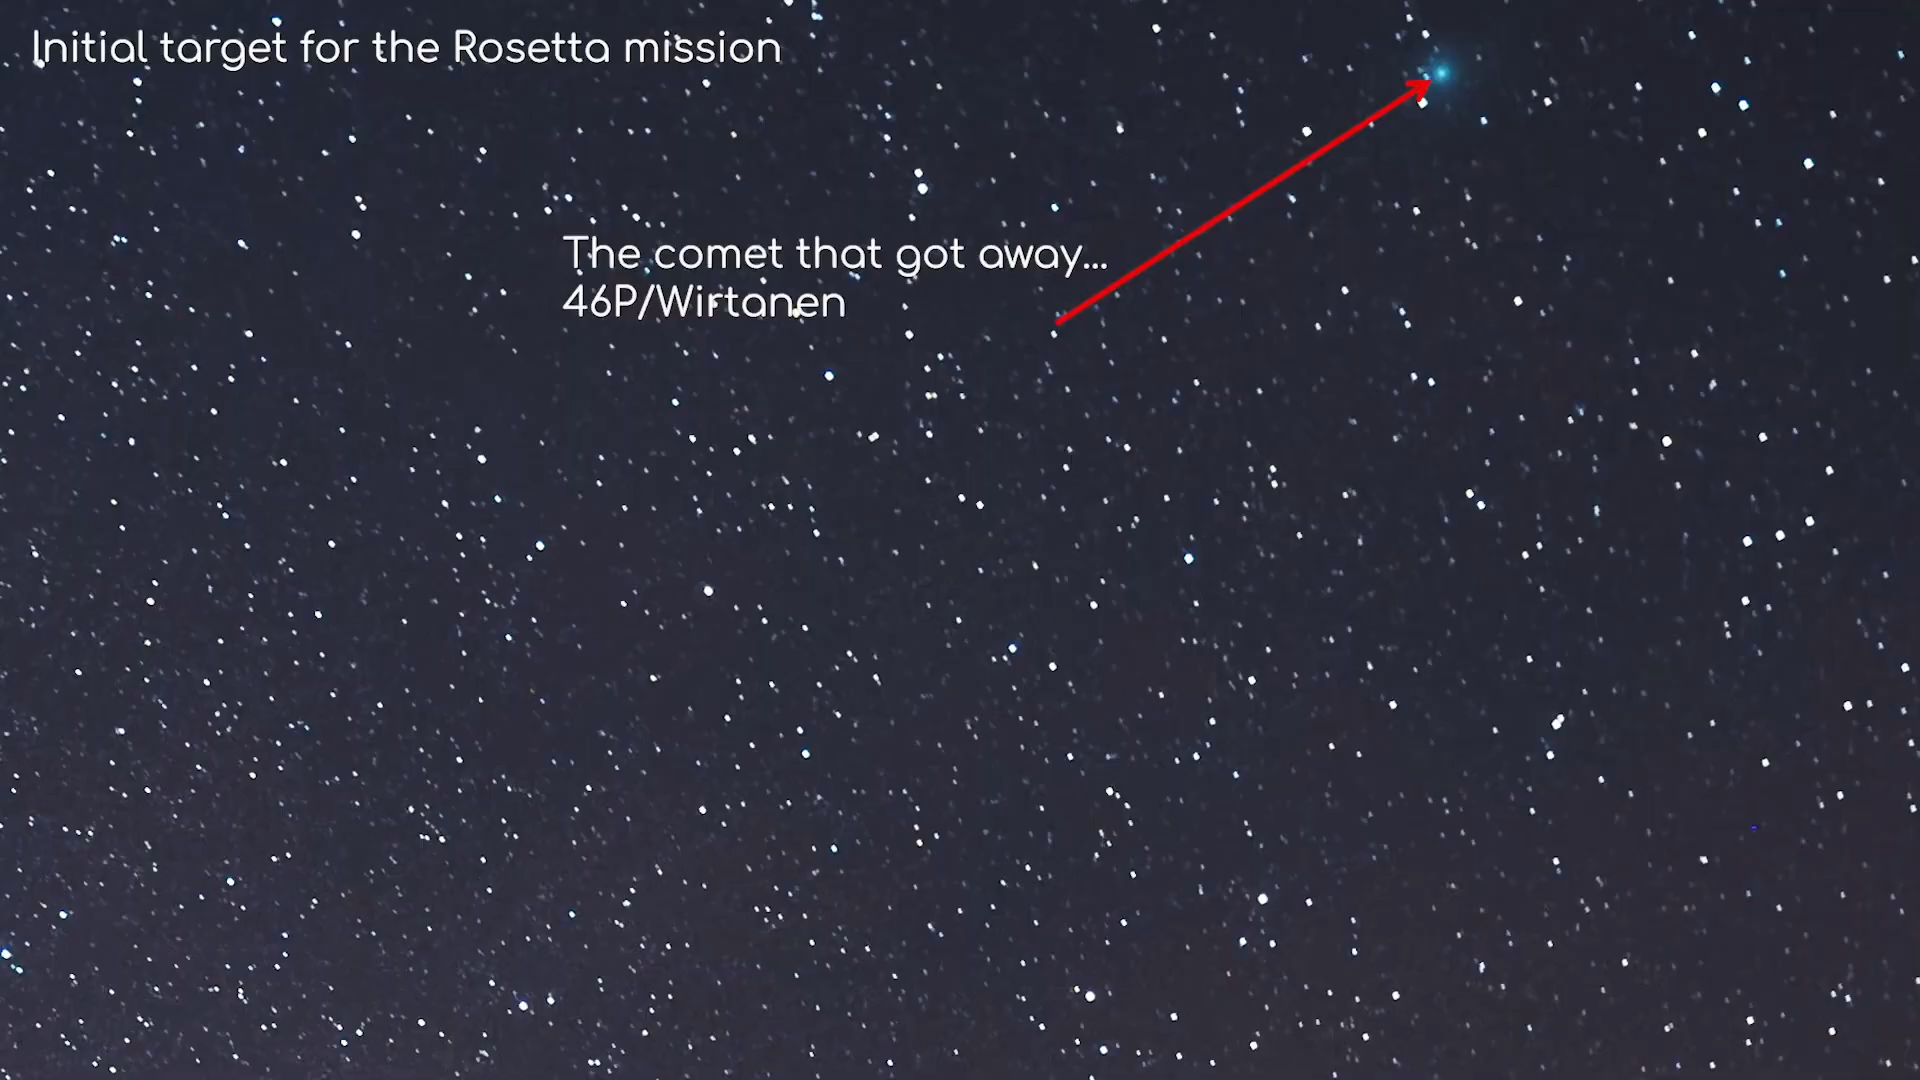 Initial target for the Rosetta mission
The comet that got away...
46P/Wirtanen